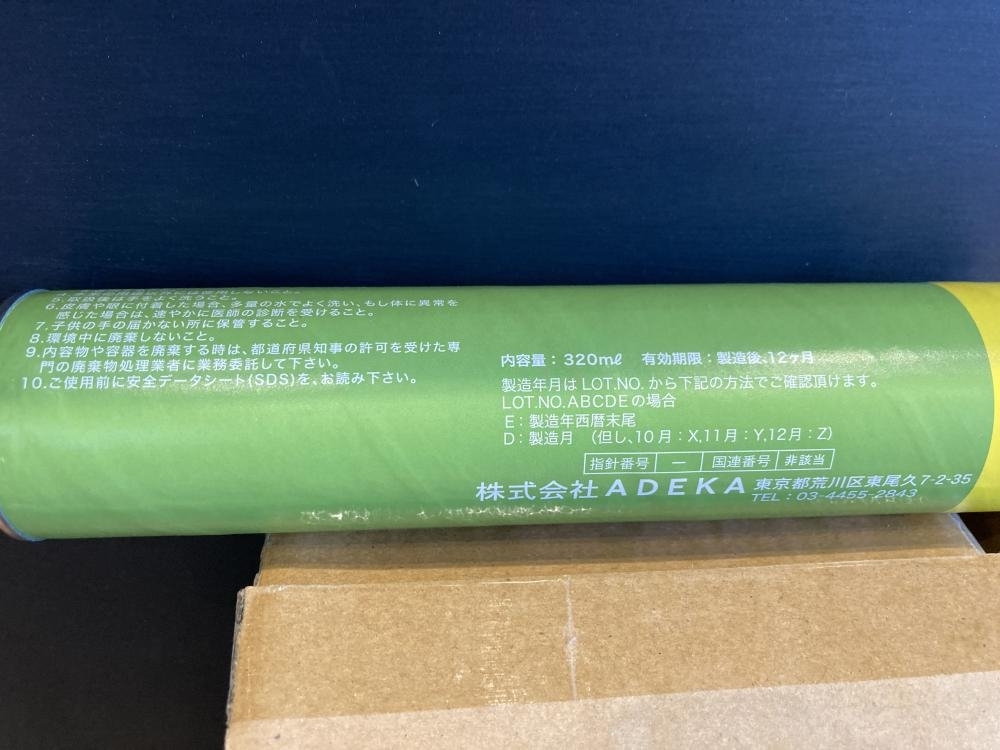 5.取扱後は手をよく洗うこと。
6.皮膚や眼に付着した場合、多量の水でよく洗い、もし体に異常を
感じた場合は、速やかに医師の診断を受けること。
7.子供の手の届かない所に保管すること。
8.環境中に廃棄しないこと。
9.内容物や容器を廃棄する時は、都道府県知事の許可を受けた専
門の廃棄物処理業者に業務委託して下さい。
10.ご使用前に安全データシート(SDS)を、お読み下さい。
内容量：320mℓ 有効期限：製造後、12ヶ月
製造年月はLOT.NO.から下記の方法でご確認頂けます。
LOT.NO.ABCDEの場合
E：製造年西暦末尾
D：製造月 （但し、10月：X,11月：Y,12月：Z）
指針番号 ― 国連番号 非該当
株式会社ADEKA 東京都荒川区東尾久7-2-35
TEL：03-4455-2843